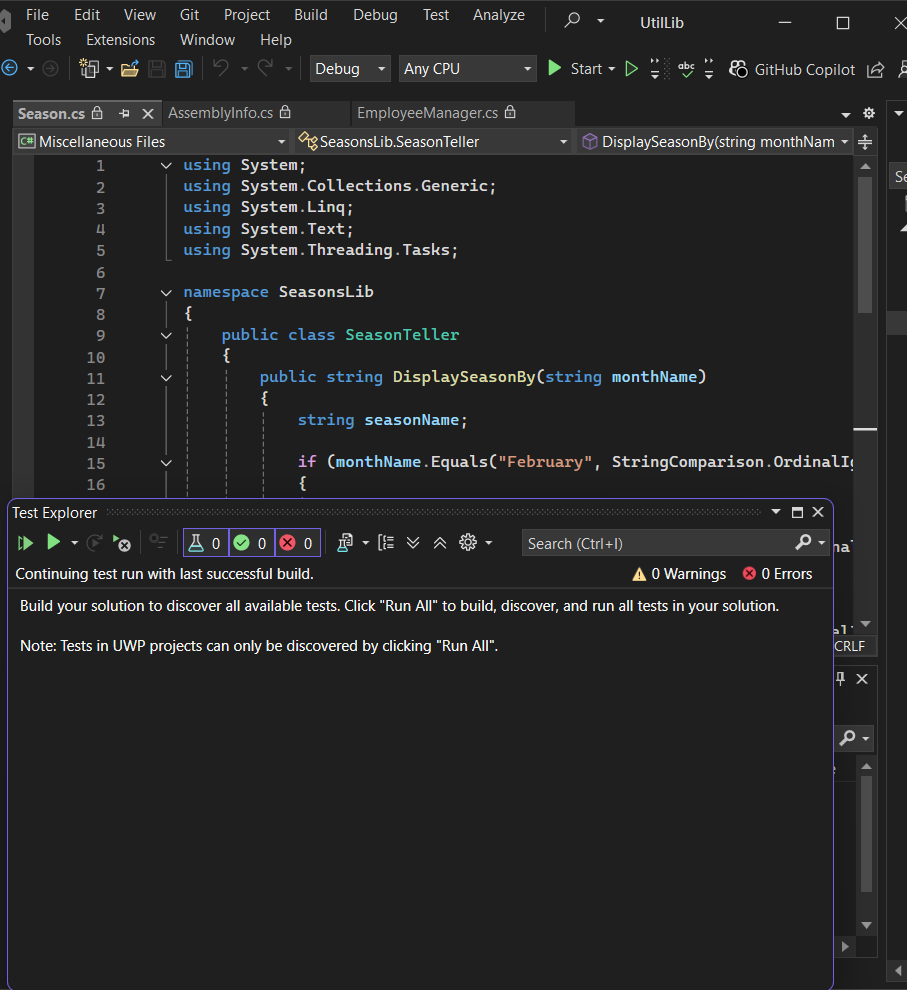 File Edit View Git Project Build Debug Test Analyze UtilLib
Tools Extensions Window Help
Debug Any CPU Start abc GitHub Copilot
Season.cs AssemblyInfo.cs EmployeeManager.cs
C# Miscellaneous Files SeasonsLib.SeasonTeller DisplaySeasonBy(string monthNam
1 using System;
2 using System.Collections.Generic;
3 using System.Linq;
4 using System.Text;
5 using System.Threading.Tasks;
6
7 namespace SeasonsLib
8 {
9 public class SeasonTeller
10 {
11 public string DisplaySeasonBy(string monthName)
12 {
13 string seasonName;
14
15 if (monthName.Equals("February", StringComparison.OrdinalIg
16 {
Test Explorer
0 0 0 Search (Ctrl+I)
Continuing test run with last successful build. 0 Warnings 0 Errors
Build your solution to discover all available tests. Click "Run All" to build, discover, and run all tests in your solution.
Note: Tests in UWP projects can only be discovered by clicking "Run All".
CRLF